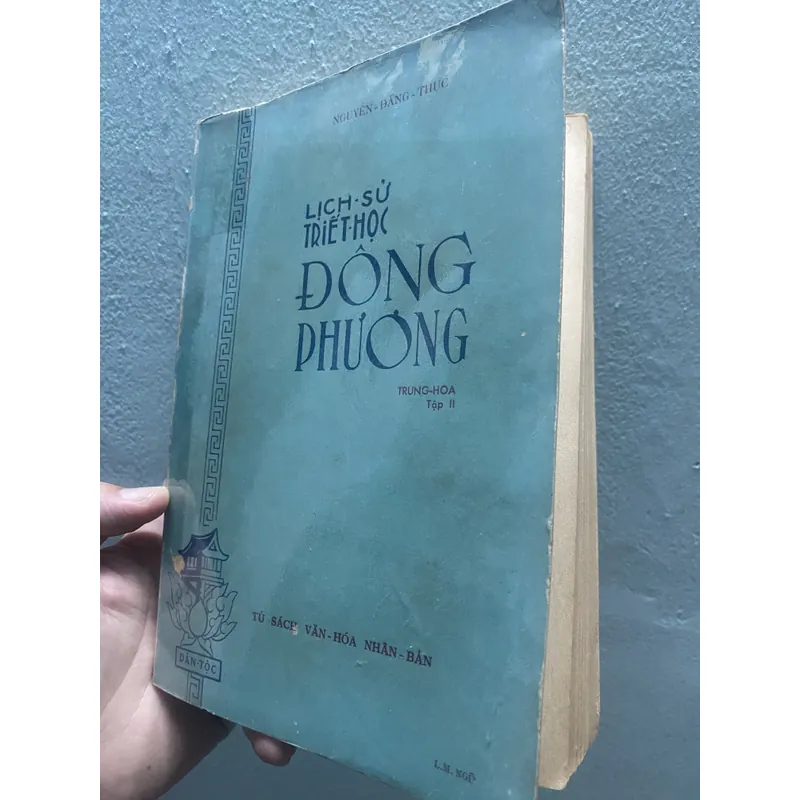 NGUYỄN-ĐĂNG-THỤC
LỊCH-SỬ
TRIẾT-HỌC
ĐÔNG
PHƯƠNG
TRUNG-HOA
Tập II
TỦ SÁCH VĂN-HÓA NHÂN-BẢN
DÂN-TỘC
L.M. NGỮ